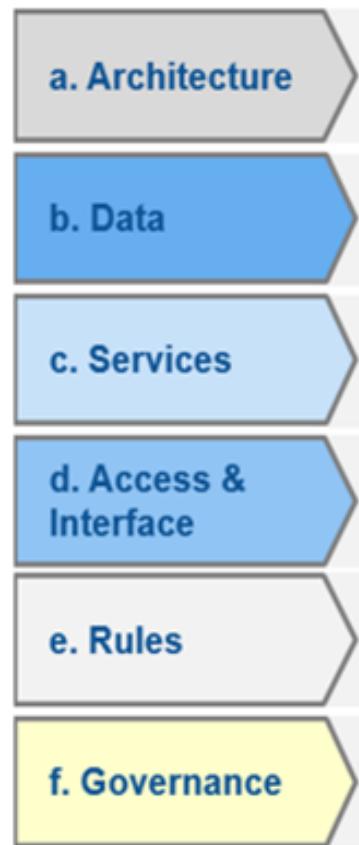 a. Architecture
b. Data
c. Services
d. Access &
Interface
e. Rules
f. Governance